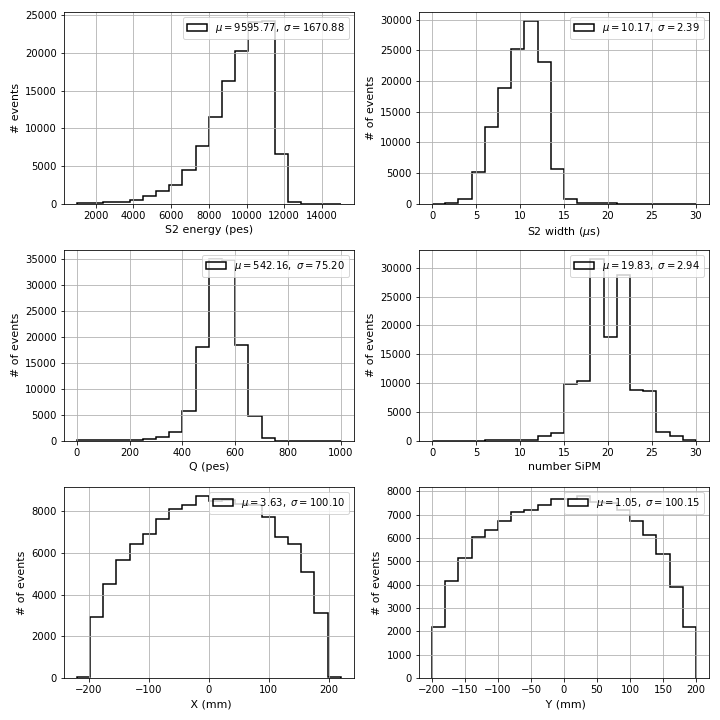 μ = 9595.77, σ = 1670.88
25000
20000
15000
10000
5000
0
# events
2000 4000 6000 8000 10000 12000 14000
S2 energy (pes)
μ = 10.17, σ = 2.39
30000
25000
20000
15000
10000
5000
0
# of events
0 5 10 15 20 25 30
S2 width (μs)
μ = 542.16, σ = 75.20
35000
30000
25000
20000
15000
10000
5000
0
# of events
0 200 400 600 800 1000
Q (pes)
μ = 19.83, σ = 2.94
30000
25000
20000
15000
10000
5000
0
# of events
0 5 10 15 20 25 30
number SiPM
μ = 3.63, σ = 100.10
8000
6000
4000
2000
0
# of events
−200 −100 0 100 200
X (mm)
μ = 1.05, σ = 100.15
8000
7000
6000
5000
4000
3000
2000
1000
0
# of events
−200 −150 −100 −50 0 50 100 150 200
Y (mm)